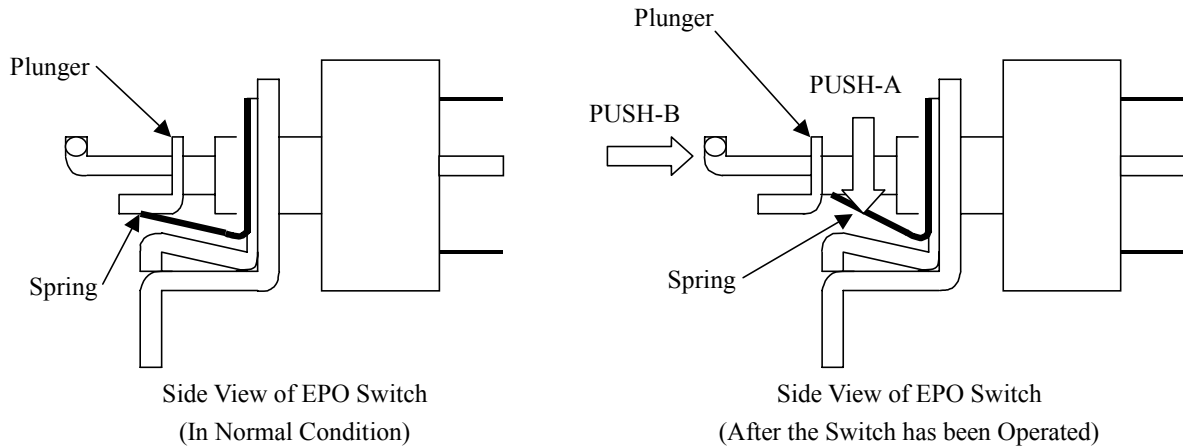 Plunger
Spring
Side View of EPO Switch
(In Normal Condition)
Plunger
PUSH-A
PUSH-B
Spring
Side View of EPO Switch
(After the Switch has been Operated)